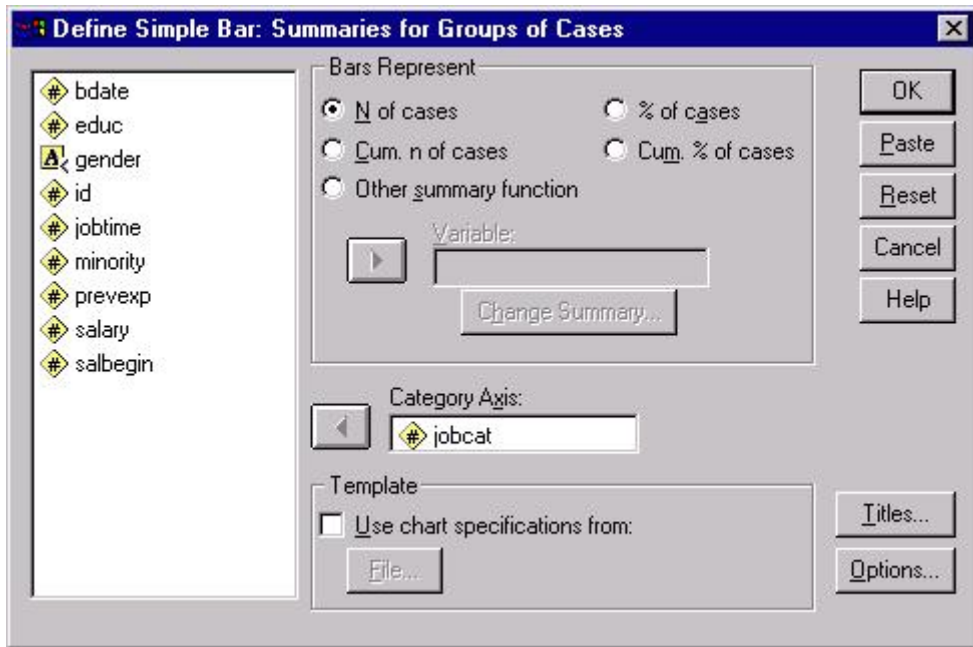 Define Simple Bar: Summaries for Groups of Cases
bdate
educ
gender
id
jobtime
minority
prevexp
salary
salbegin
Bars Represent
N of cases
% of cases
Cum. n of cases
Cum. % of cases
Other summary function
Variable:
Change Summary...
Category Axis:
jobcat
Template
Use chart specifications from:
File...
OK
Paste
Reset
Cancel
Help
Titles...
Options...